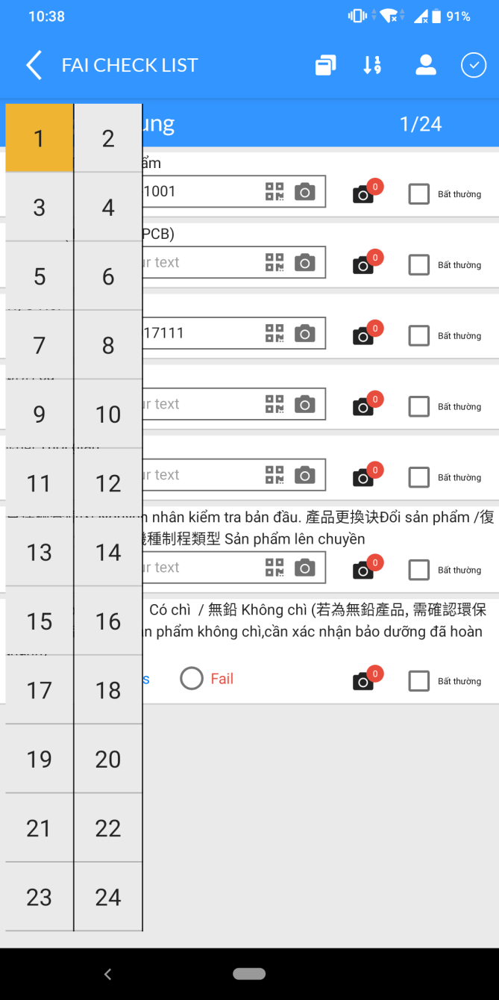 10:38
91%
FAI CHECK LIST
1/24
1 2
3 4
5 6
7 8
9 10
11 12
13 14
15 16
17 18
19 20
21 22
23 24
1001
0
Bất thường
PCB)
text
0
Bất thường
17111
0
Bất thường
text
0
Bất thường
text
0
Bất thường
nhân kiểm tra bản đầu. 產品更換诀Đổi sản phẩm /復
種制程類型 Sản phẩm lên chuyền
text
0
Bất thường
Có chì / 無鉛 Không chì (若為無鉛產品, 需確認環保
phẩm không chì,cần xác nhận bảo dưỡng đã hoàn
Fail
0
Bất thường